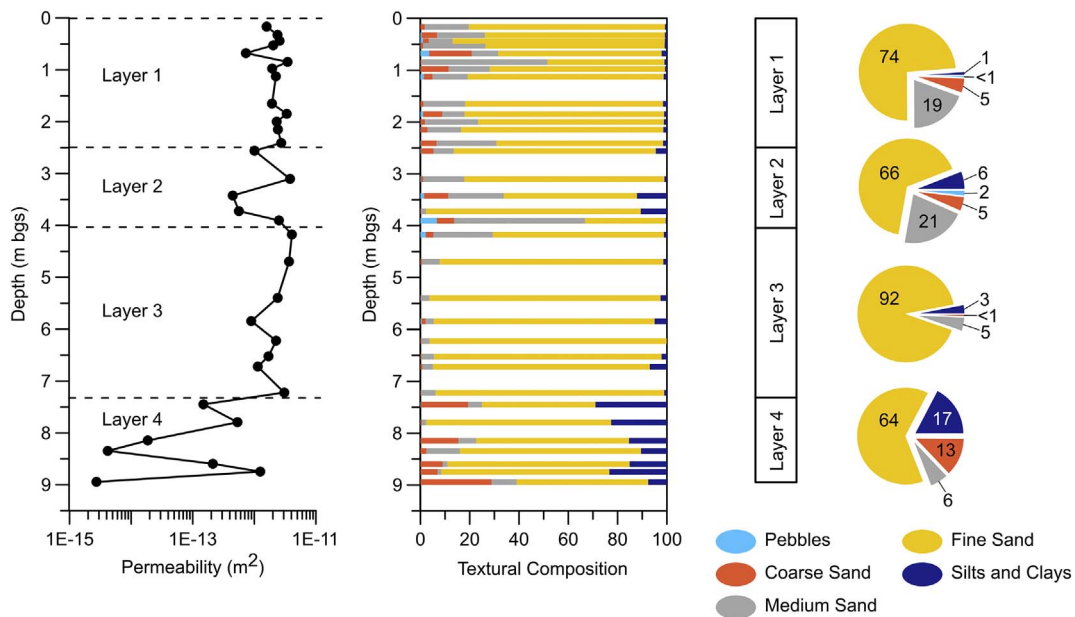 0
1
2
3
4
5
6
7
8
9
Depth (m bgs)
Layer 1
Layer 2
Layer 3
Layer 4
1E-15
1E-13
1E-11
Permeability (m²)
0
1
2
3
4
5
6
7
8
9
Depth (m bgs)
0
20
40
60
80
100
Textural Composition
Layer 1
Layer 2
Layer 3
Layer 4
74
1
<1
5
19
66
6
2
5
21
92
3
<1
5
64
17
13
6
Pebbles
Fine Sand
Coarse Sand
Silts and Clays
Medium Sand